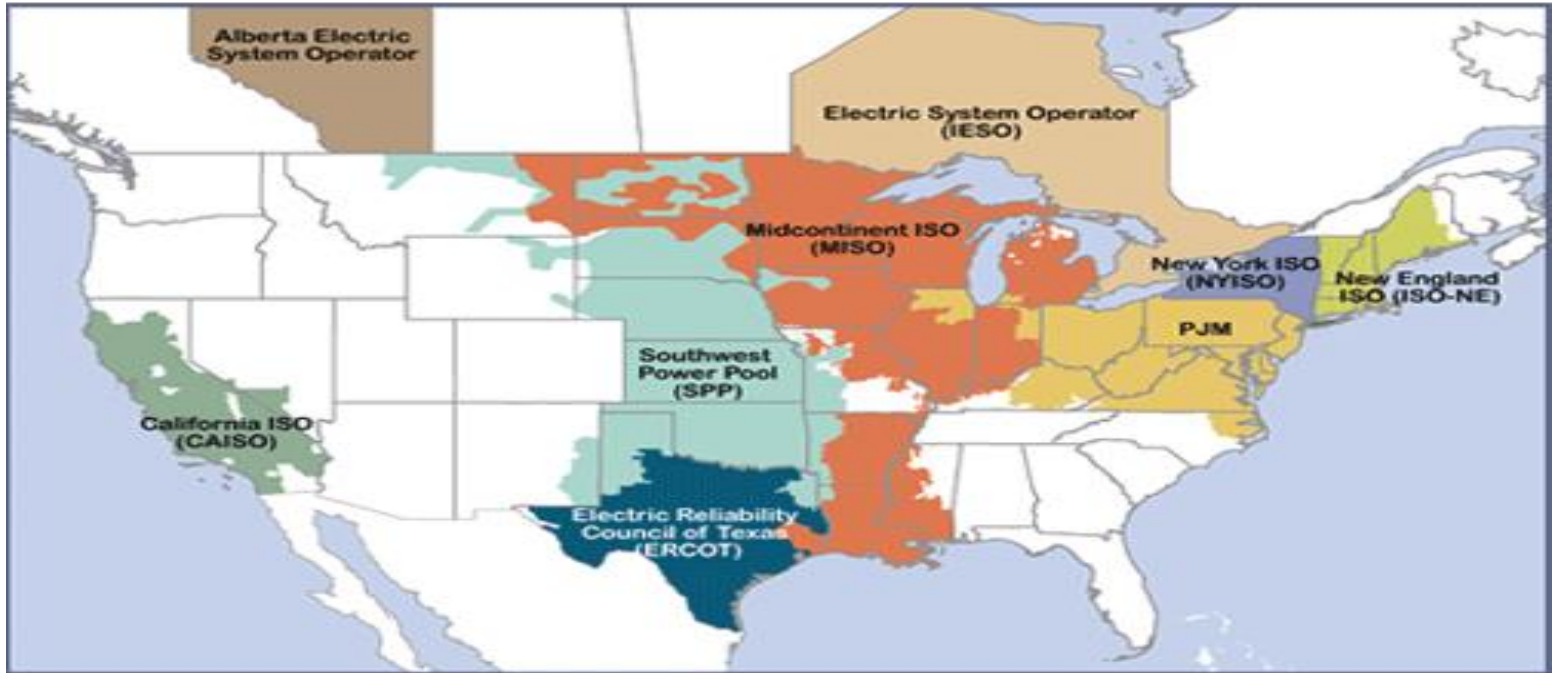 Alberta Electric
System Operator
Electric System Operator
(IESO)
Midcontinent ISO
(MISO)
New York ISO
(NYISO)
New England
ISO (ISO-NE)
PJM
Southwest
Power Pool
(SPP)
California ISO
(CAISO)
Electric Reliability
Council of Texas
(ERCOT)